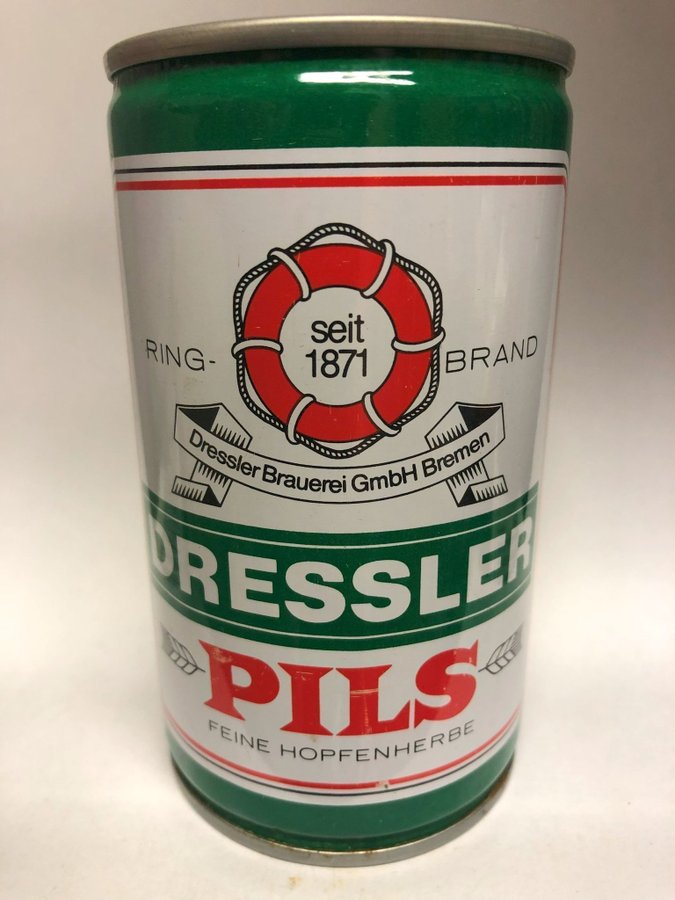 seit
1871
RING- BRAND
Dressler Brauerei GmbH Bremen
DRESSLER
PILS
FEINE HOPFENHERBE